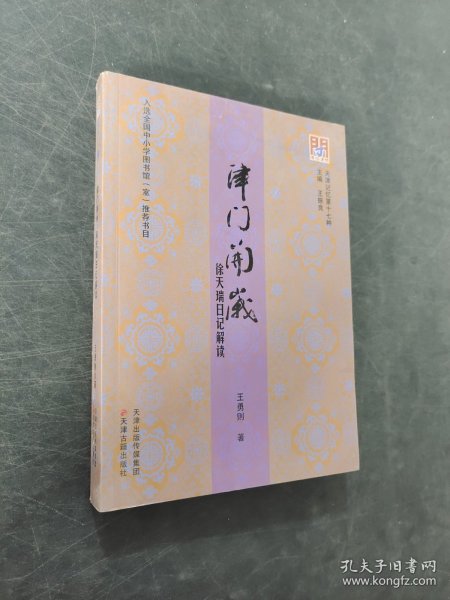 入选全国中小学图书馆（室）推荐书目
津门开岁
徐天瑞日记解读
王勇则 著
天津记忆第十七种
主编 王振良
天津出版传媒集团
天津古籍出版社
孔夫子旧书网
www.kongfz.com